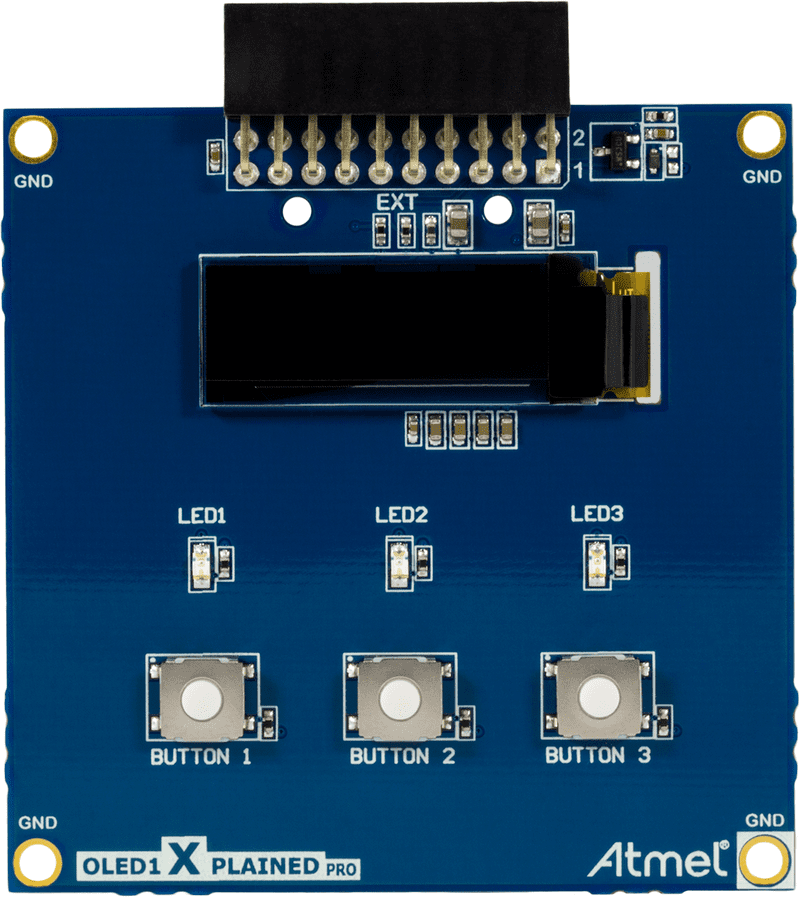 2
GND
1
GND
EXT
LED1
LED2
LED3
BUTTON 1
BUTTON 2
BUTTON 3
GND
GND
OLED1 XPLAINED PRO
Atmel®